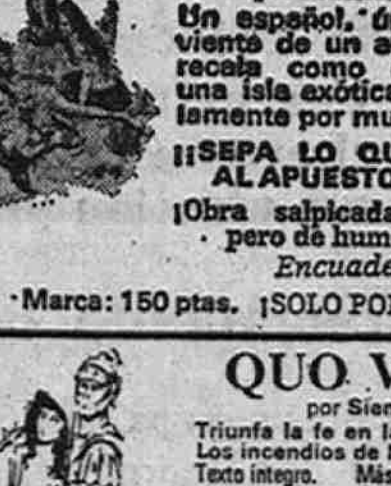 Un español,
viente de un
recala como
una isla exótica
lamente por mu
¡¡SEPA LO QU
AL APUESTO
¡Obra salpicada
pero de hum
Encuade
Marca: 150 ptas. ¡SOLO PO
QUO V
por Sien
Triunfa la fe en la
Los incendios de
Texto integro. Más